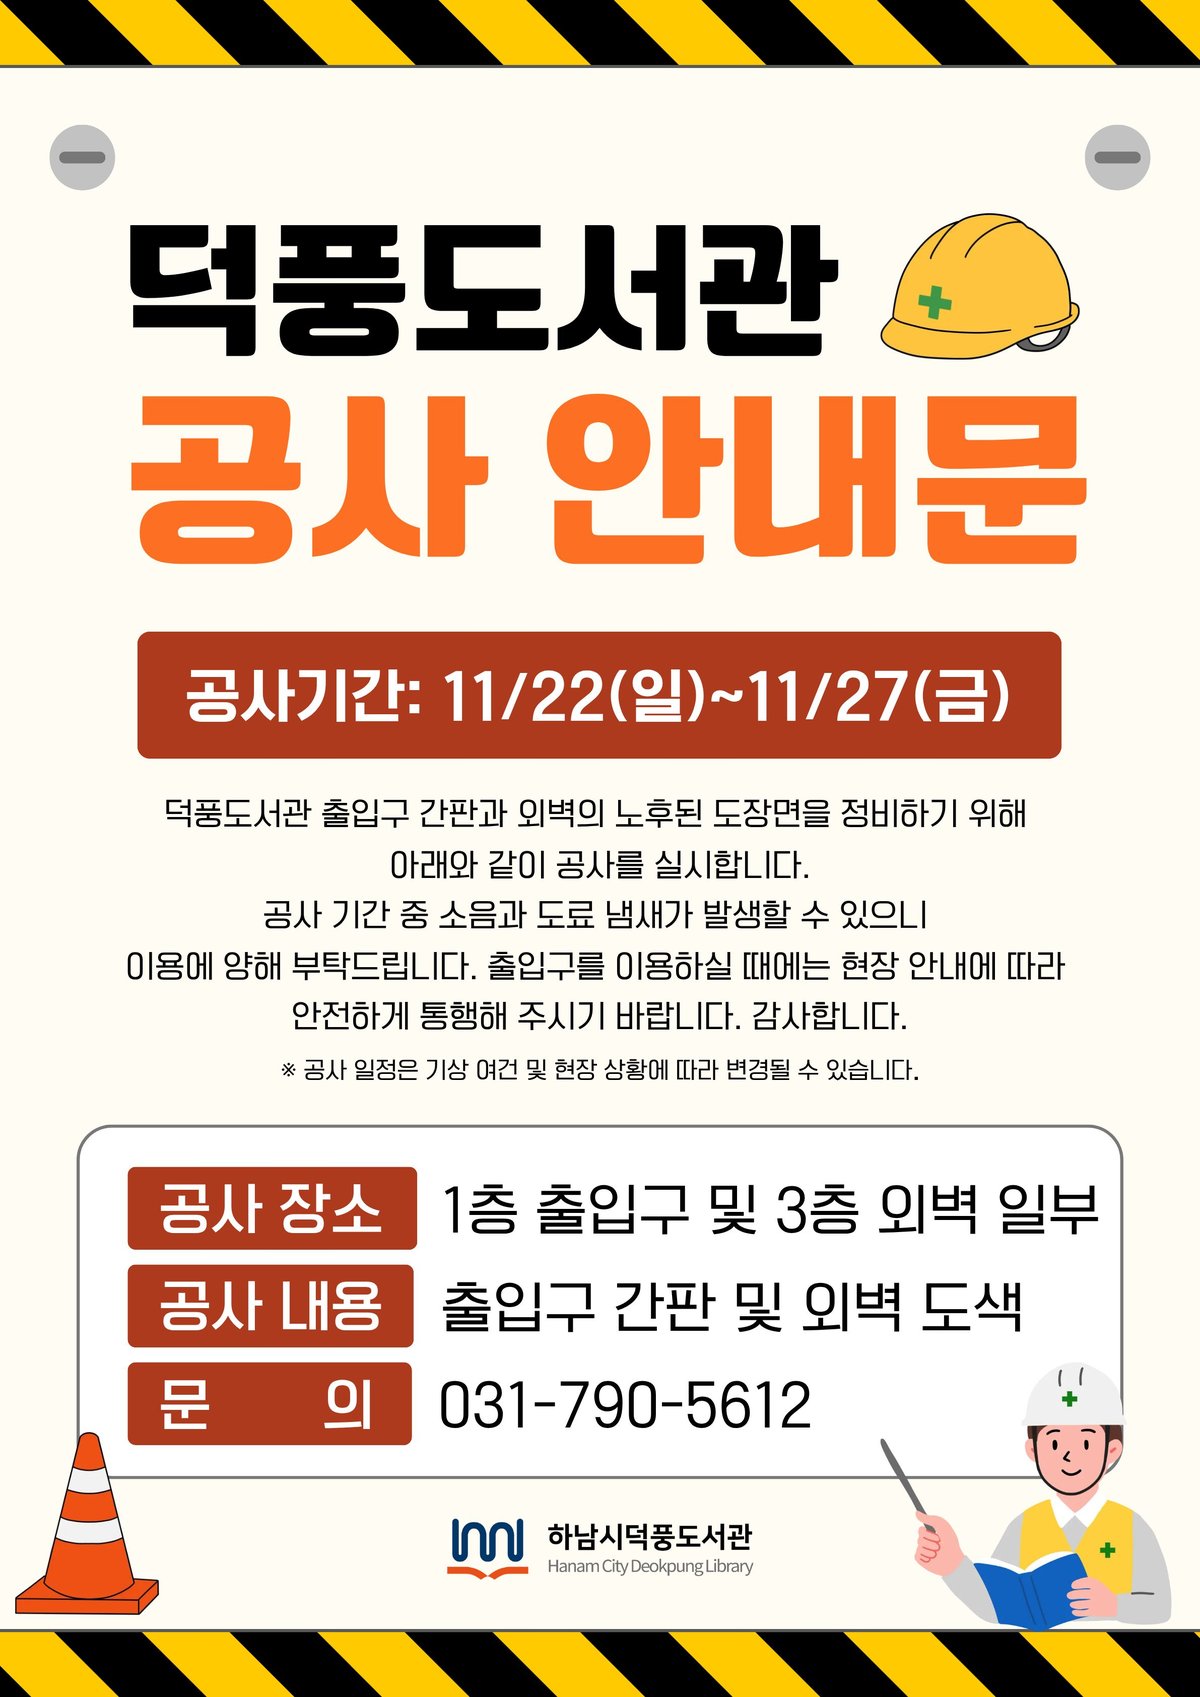 덕풍도서관
공사 안내문
공사기간: 11/22(일)~11/27(금)
덕풍도서관 출입구 간판과 외벽의 노후된 도장면을 정비하기 위해
아래와 같이 공사를 실시합니다.
공사 기간 중 소음과 도료 냄새가 발생할 수 있으니
이용에 양해 부탁드립니다. 출입구를 이용하실 때에는 현장 안내에 따라
안전하게 통행해 주시기 바랍니다. 감사합니다.
※ 공사 일정은 기상 여건 및 현장 상황에 따라 변경될 수 있습니다.
공사 장소 1층 출입구 및 3층 외벽 일부
공사 내용 출입구 간판 및 외벽 도색
문 의 031-790-5612
하남시덕풍도서관
Hanam City Deokpung Library